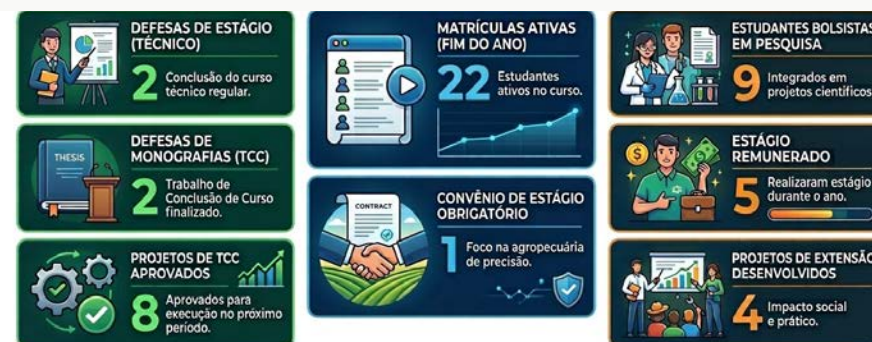 DEFESAS DE ESTÁGIO
(TÉCNICO)
2
Conclusão do curso
técnico regular.
THESIS
DEFESAS DE
MONOGRAFIAS (TCC)
2
Trabalho de
Conclusão de Curso
finalizado.
PROJETOS DE TCC
APROVADOS
8
Aprovados para
execução no próximo
período.
MATRÍCULAS ATIVAS
(FIM DO ANO)
22
Estudantes
ativos no curso.
CONTRACT
CONVÊNIO DE ESTÁGIO
OBRIGATÓRIO
1
Foco na agropecuária
de precisão.
ESTUDANTES BOLSISTAS
EM PESQUISA
9
Integrados em
projetos científicos
$
ESTÁGIO
REMUNERADO
5
Realizaram estágio
durante o ano.
PROJETOS DE EXTENSÃO
DESENVOLVIDOS
4
Impacto social
e prático.